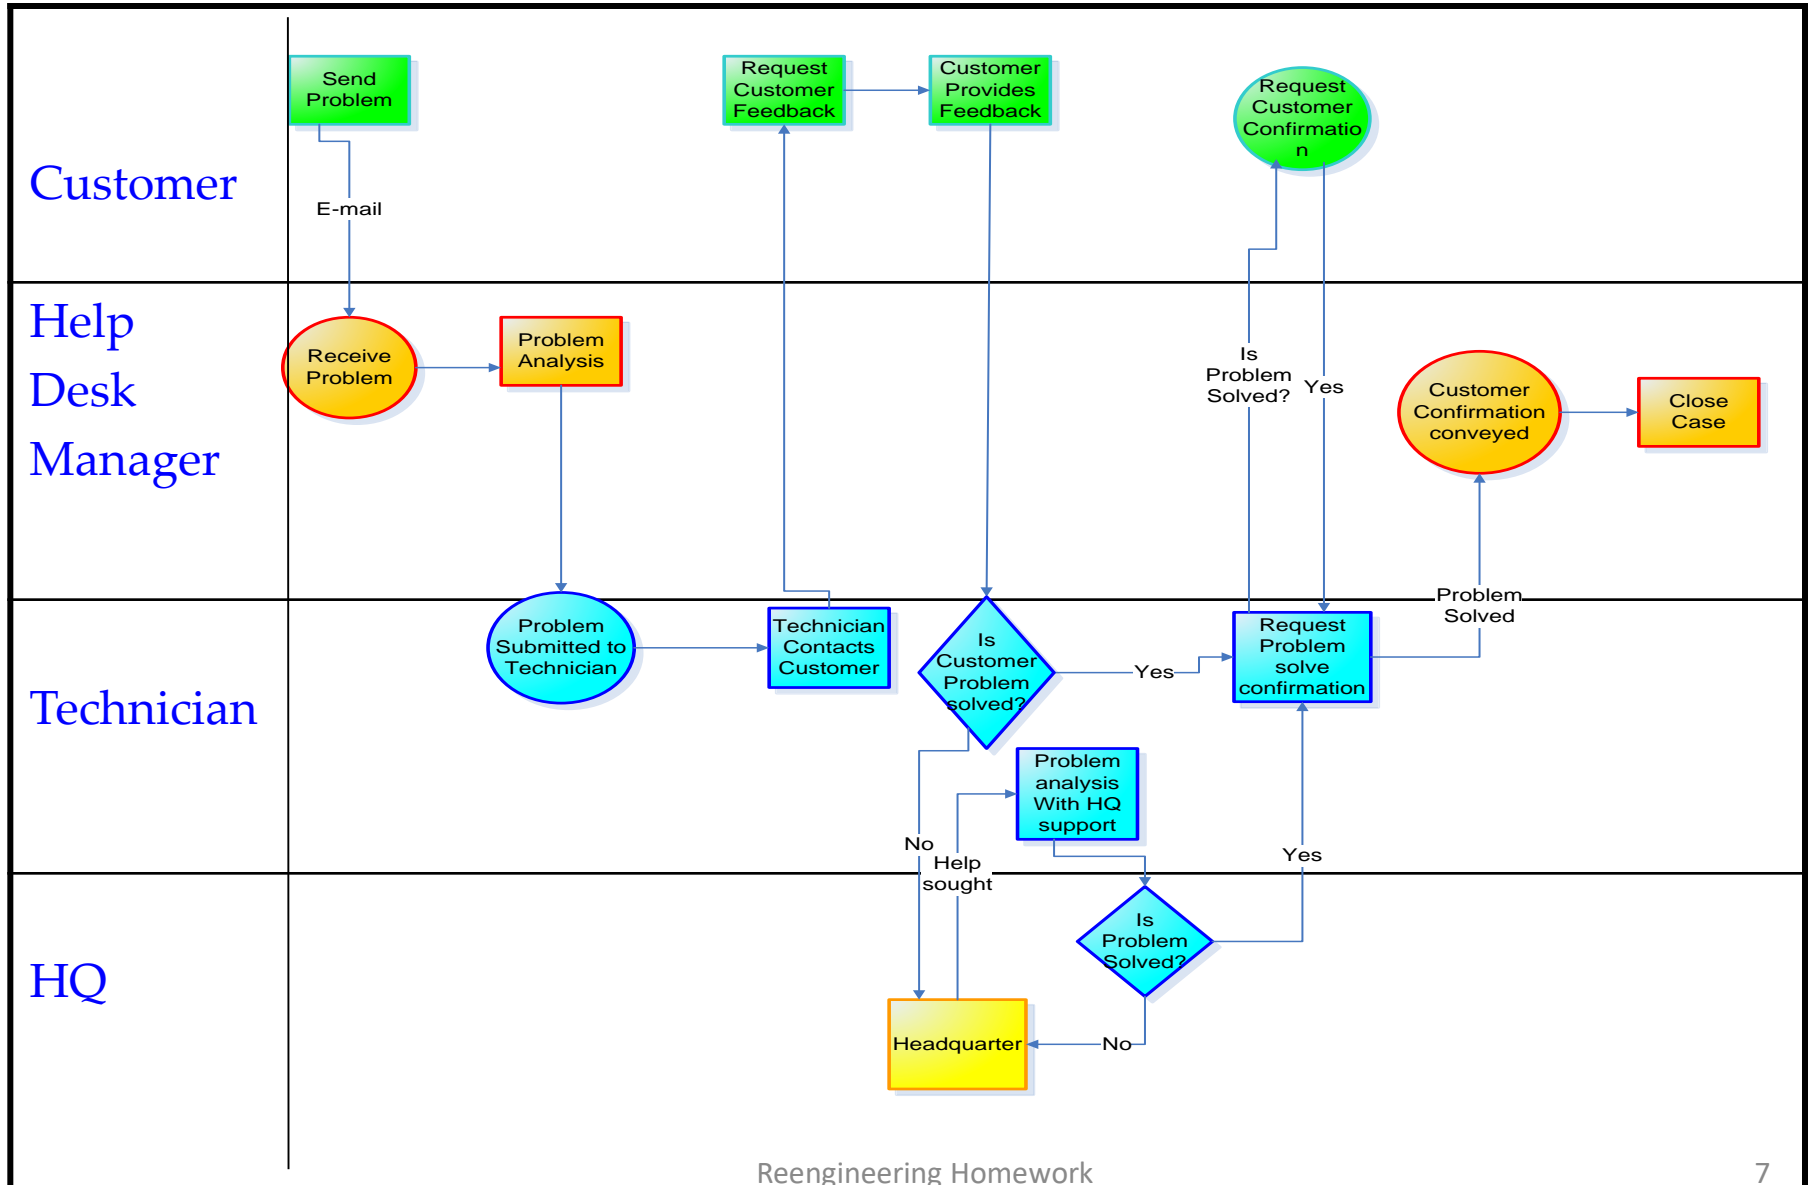 Customer
Send
Problem
E-mail
Request
Customer
Feedback
Customer
Provides
Feedback
Request
Customer
Confirmatio
n
Help
Desk
Manager
Receive
Problem
Problem
Analysis
Is
Problem
Solved?
Yes
Customer
Confirmation
conveyed
Close
Case
Technician
Problem
Submitted to
Technician
Technician
Contacts
Customer
Is
Customer
Problem
solved?
Yes
Request
Problem
solve
confirmation
Problem
Solved
Problem
analysis
With HQ
support
No
Help
sought
Yes
HQ
Is
Problem
Solved?
Headquarter
No
Reengineering Homework
7